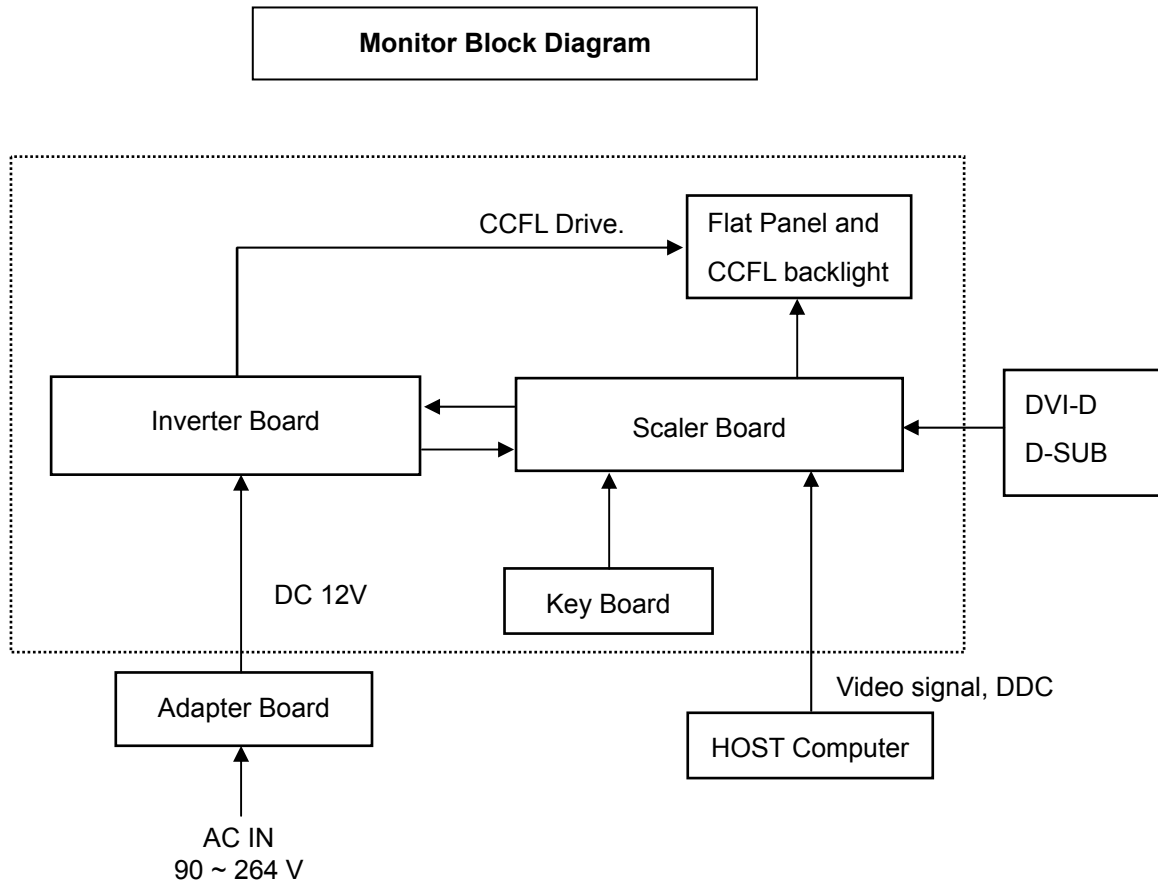 Monitor Block Diagram
CCFL Drive.
Flat Panel and
CCFL backlight
Inverter Board
Scaler Board
DVI-D
D-SUB
DC 12V
Key Board
Adapter Board
Video signal, DDC
HOST Computer
AC IN
90 ~ 264 V